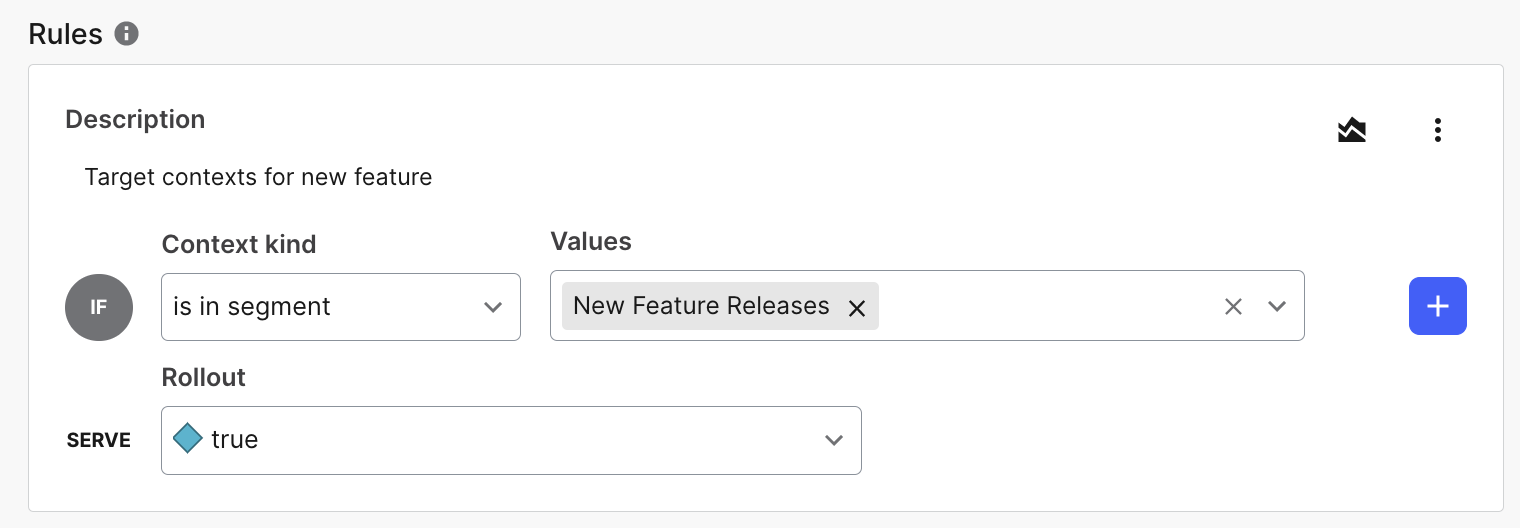 Rules
Description
Target contexts for new feature
Context kind
Values
IF
is in segment
New Feature Releases
Rollout
SERVE
true